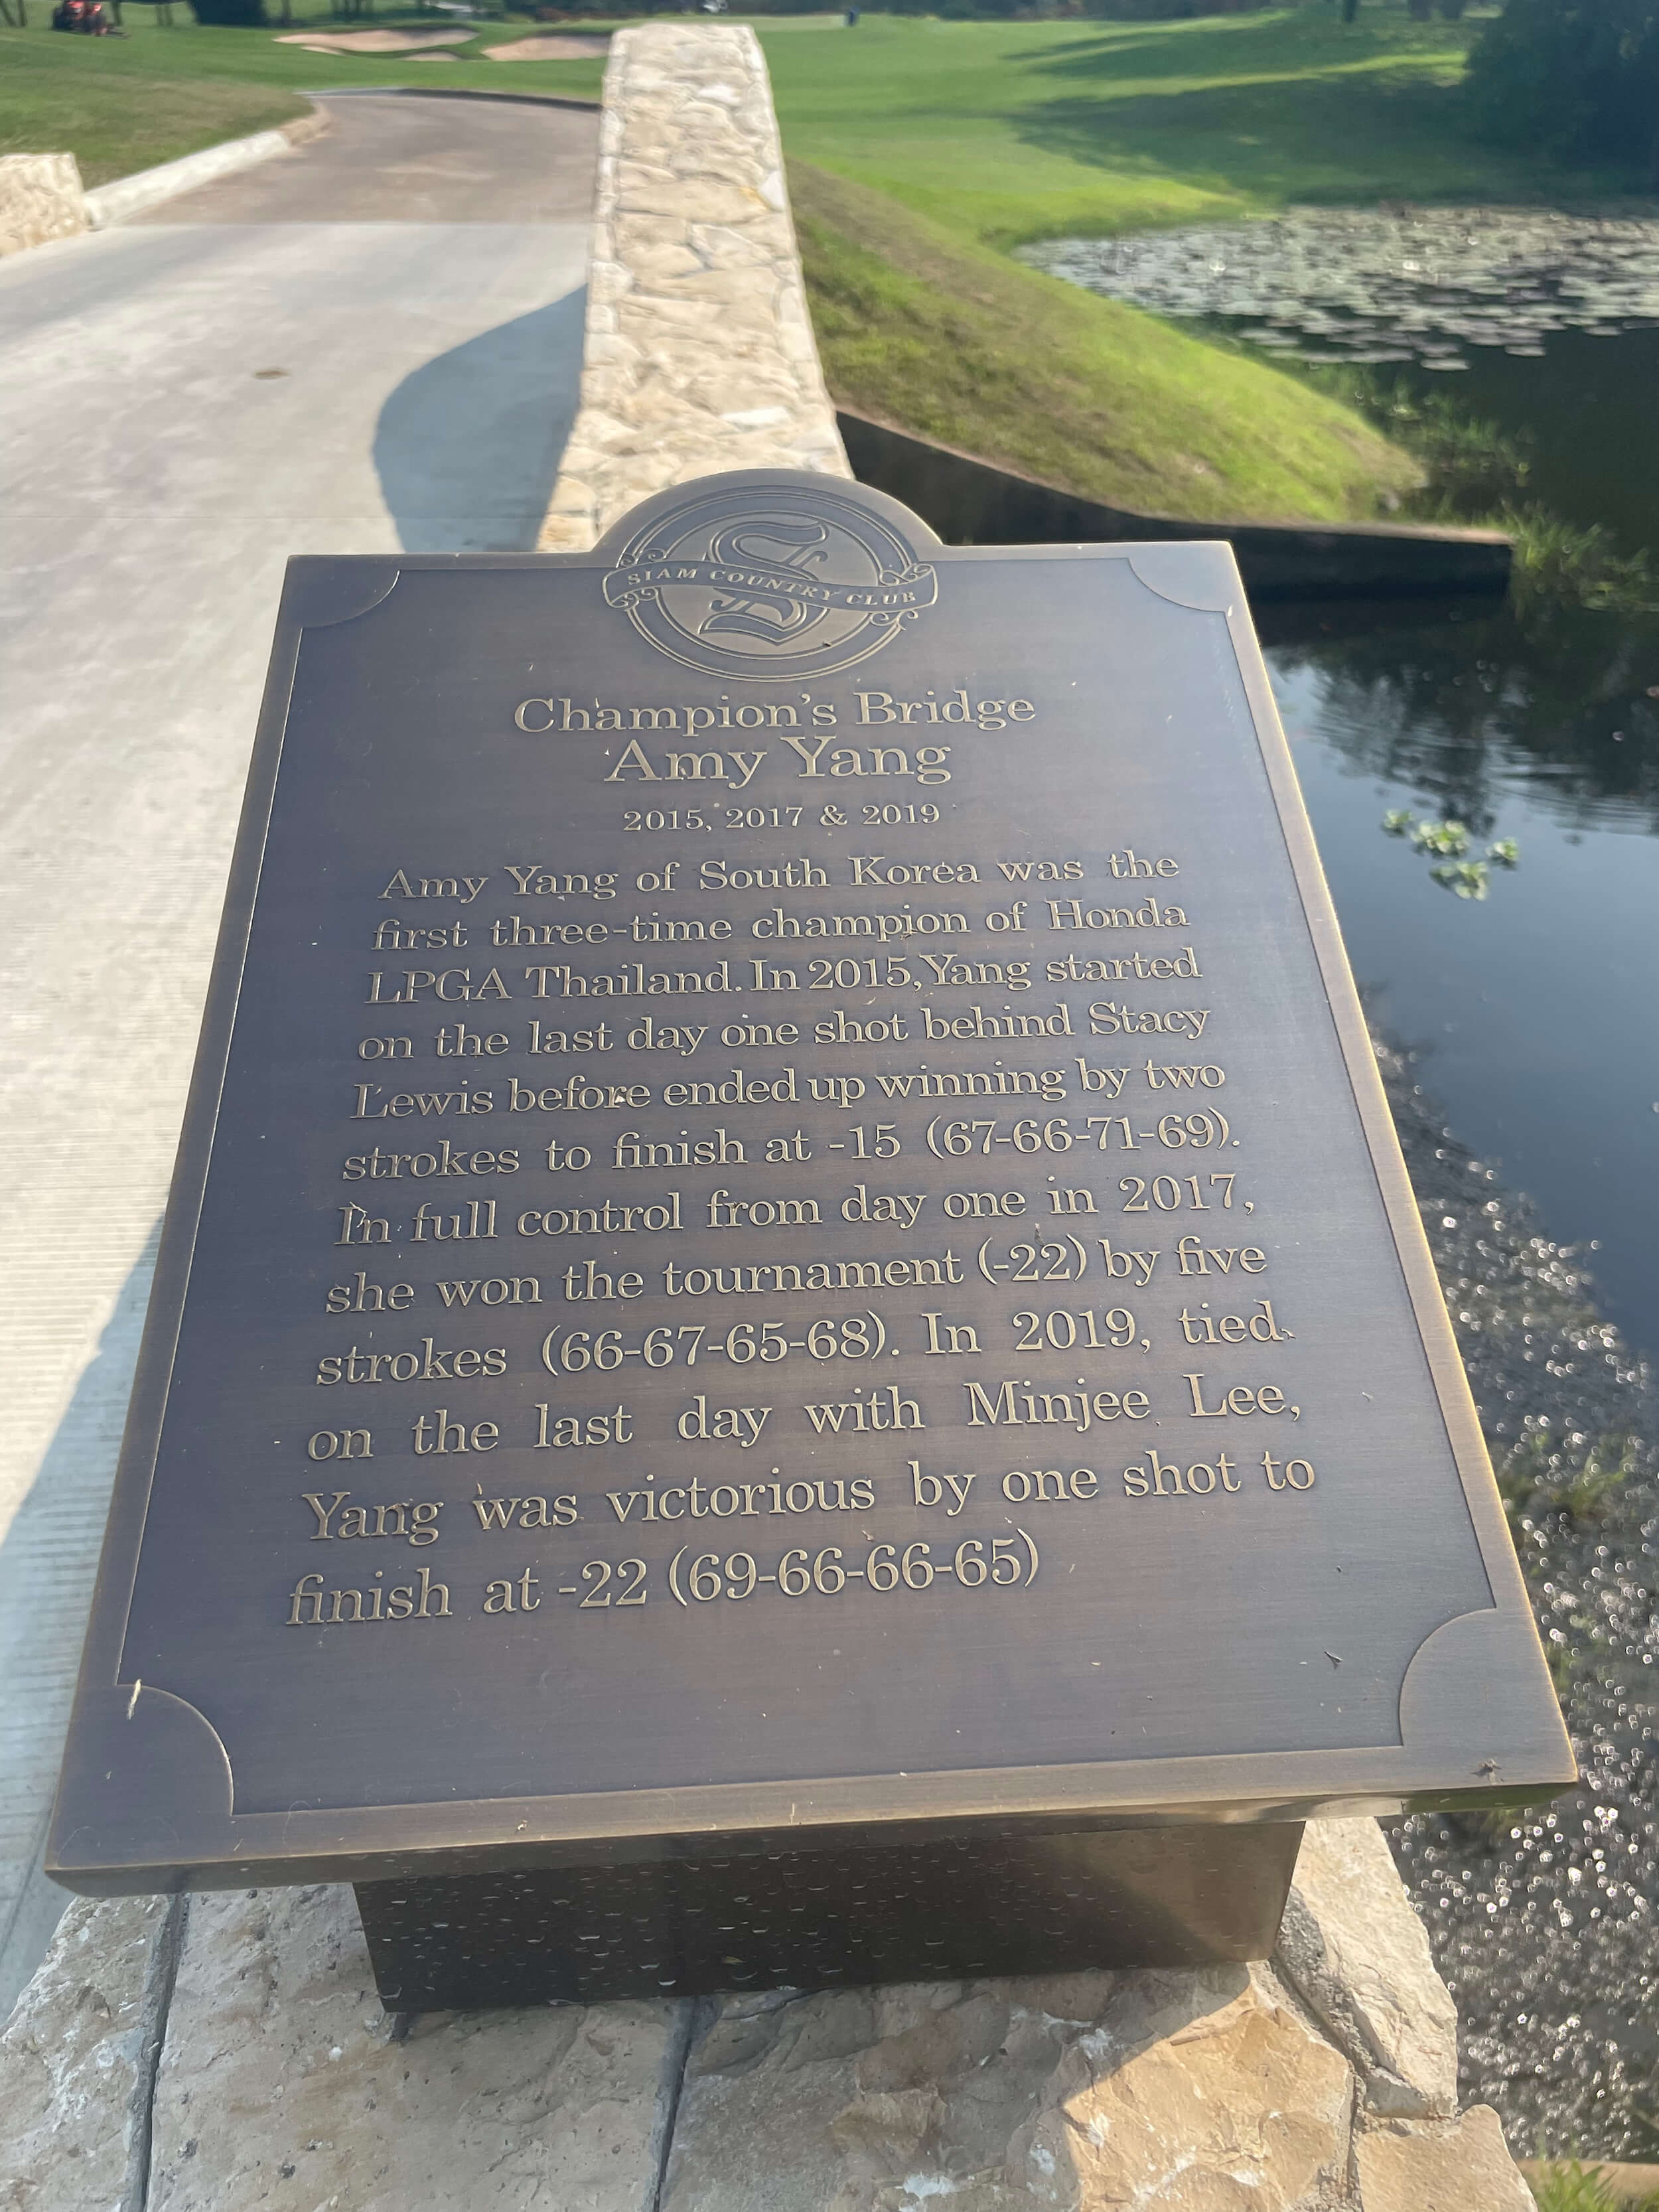 SIAM COUNTRY CLUB
Champion's Bridge
Amy Yang
2015, 2017 & 2019
Amy Yang of South Korea was the
first three-time champion of Honda
LPGA Thailand. In 2015, Yang started
on the last day one shot behind Stacy
Lewis before ended up winning by two
strokes to finish at -15 (67-66-71-69).
In full control from day one in 2017,
she won the tournament (-22) by five
strokes (66-67-65-68). In 2019, tied
on the last day with Minjee Lee,
Yang was victorious by one shot to
finish at -22 (69-66-66-65)